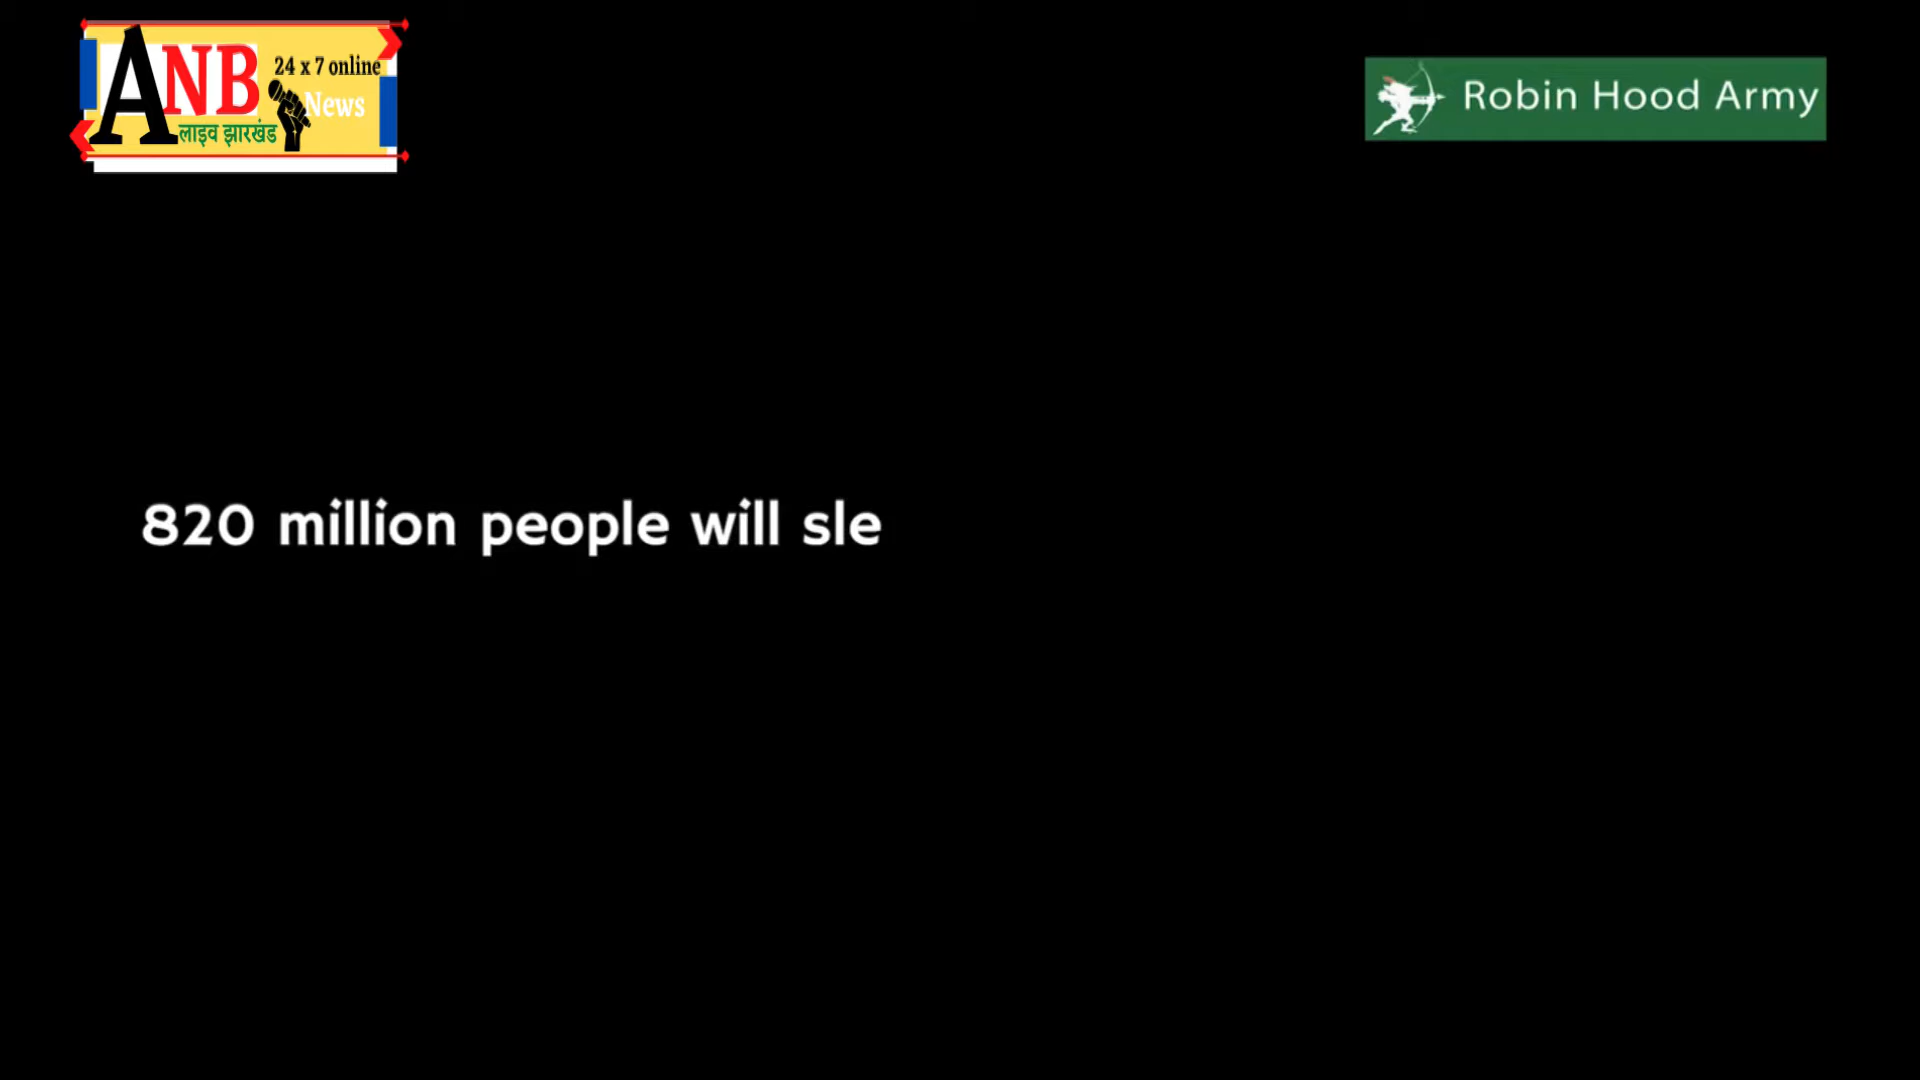 ANB
24 x 7 online
News
लाइव झारखंड
Robin Hood Army
820 million people will sle